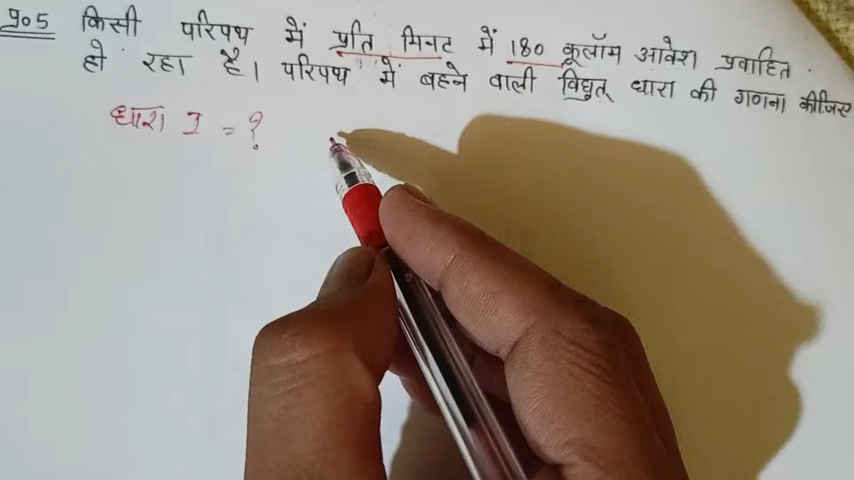 प्र०5 किसी परिपथ में प्रति मिनट में 180 कूलॉम आवेश प्रवाहित
हो रहा है। परिपथ में बहने वाली विद्युत् धारा की गणना कीजिए
धारा I = ?